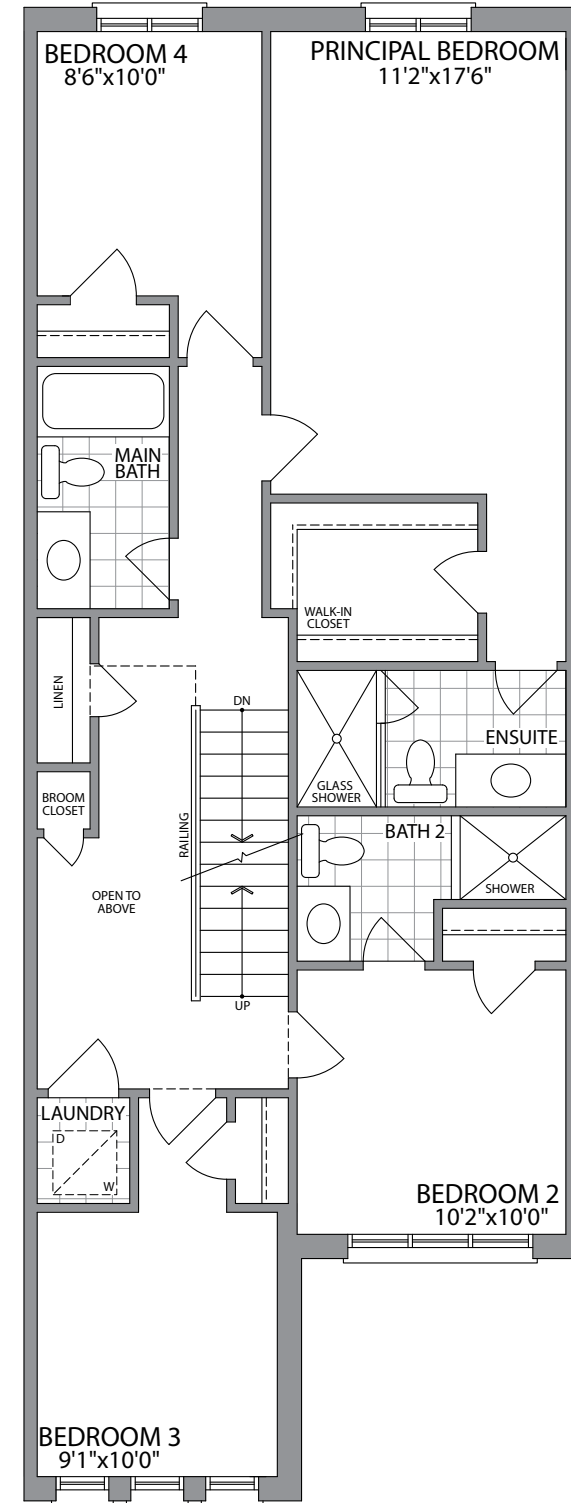 BEDROOM 4
8'6"x10'0"
PRINCIPAL BEDROOM
11'2"x17'6"
MAIN
BATH
WALK-IN
CLOSET
LINEN
DN
ENSUITE
GLASS
SHOWER
BROOM
CLOSET
RAILING
BATH 2
OPEN TO
ABOVE
SHOWER
UP
LAUNDRY
D
W
BEDROOM 2
10'2"x10'0"
BEDROOM 3
9'1"x10'0"